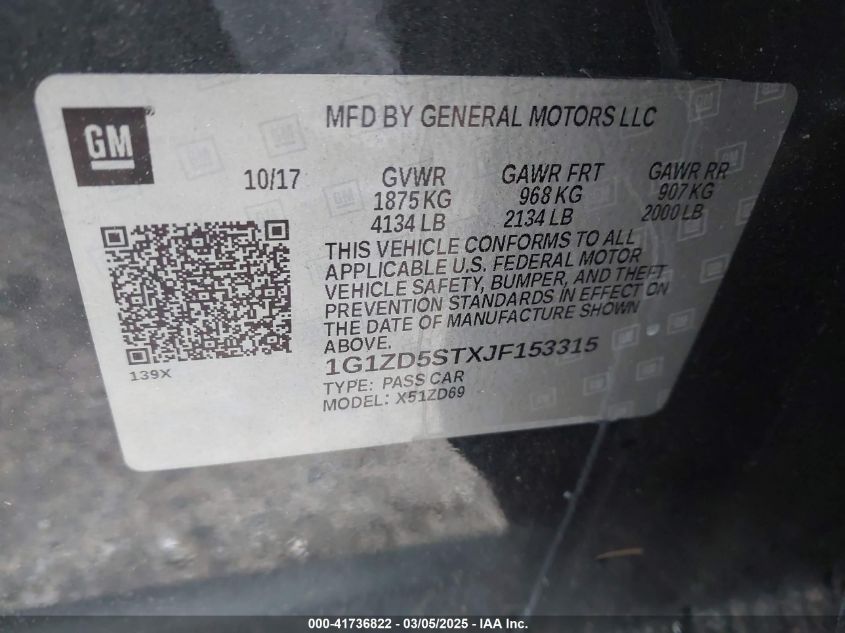 GM
MFD BY GENERAL MOTORS LLC
10/17
GVWR GAWR FRT GAWR RR
1875 KG 968 KG 907 KG
4134 LB 2134 LB 2000 LB
THIS VEHICLE CONFORMS TO ALL
APPLICABLE U.S. FEDERAL MOTOR
VEHICLE SAFETY, BUMPER, AND THEFT
PREVENTION STANDARDS IN EFFECT ON
THE DATE OF MANUFACTURE SHOWN
ABOVE.
139X
1G1ZD5STXJF153315
TYPE: PASS CAR
MODEL: X51ZD69
000-41736822 — 03/05/2025 — IAA Inc.